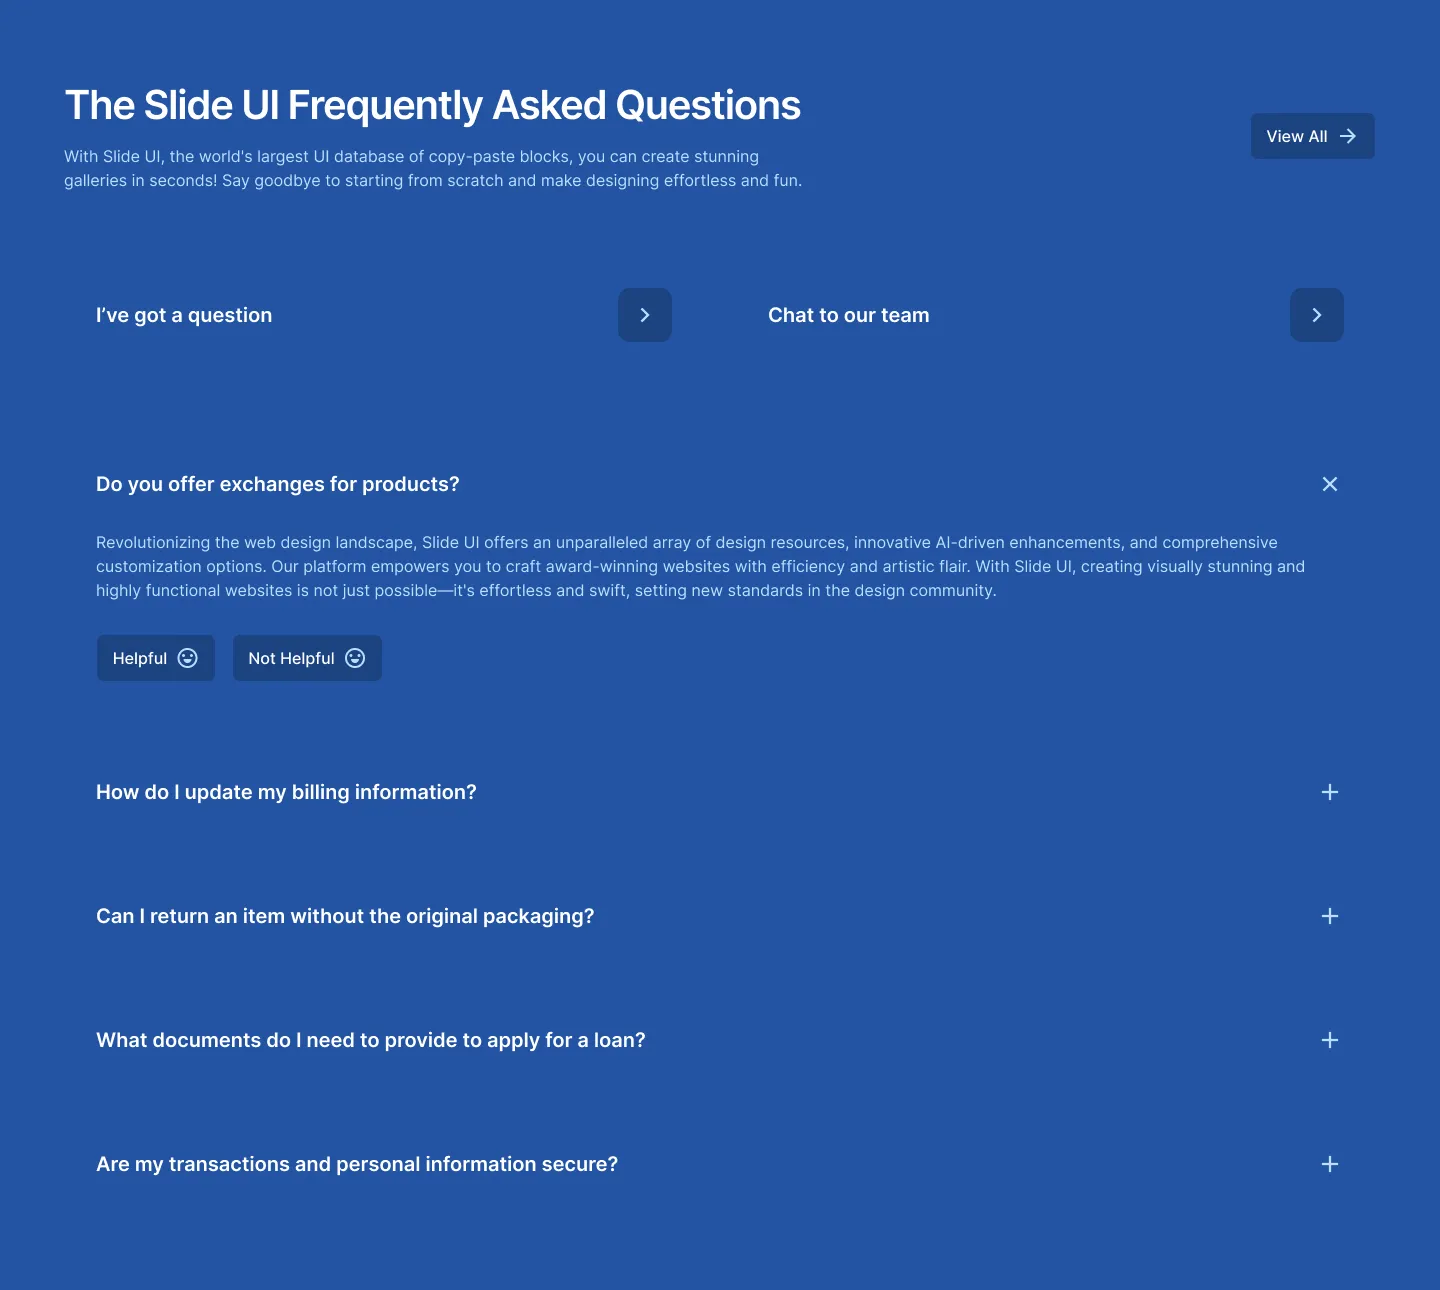 The Slide UI Frequently Asked Questions
With Slide UI, the world's largest UI database of copy-paste blocks, you can create stunning
galleries in seconds! Say goodbye to starting from scratch and make designing effortless and fun.
View All
I’ve got a question
Chat to our team
Do you offer exchanges for products?
Revolutionizing the web design landscape, Slide UI offers an unparalleled array of design resources, innovative AI-driven enhancements, and comprehensive
customization options. Our platform empowers you to craft award-winning websites with efficiency and artistic flair. With Slide UI, creating visually stunning and
highly functional websites is not just possible—it's effortless and swift, setting new standards in the design community.
Helpful
Not Helpful
How do I update my billing information?
Can I return an item without the original packaging?
What documents do I need to provide to apply for a loan?
Are my transactions and personal information secure?